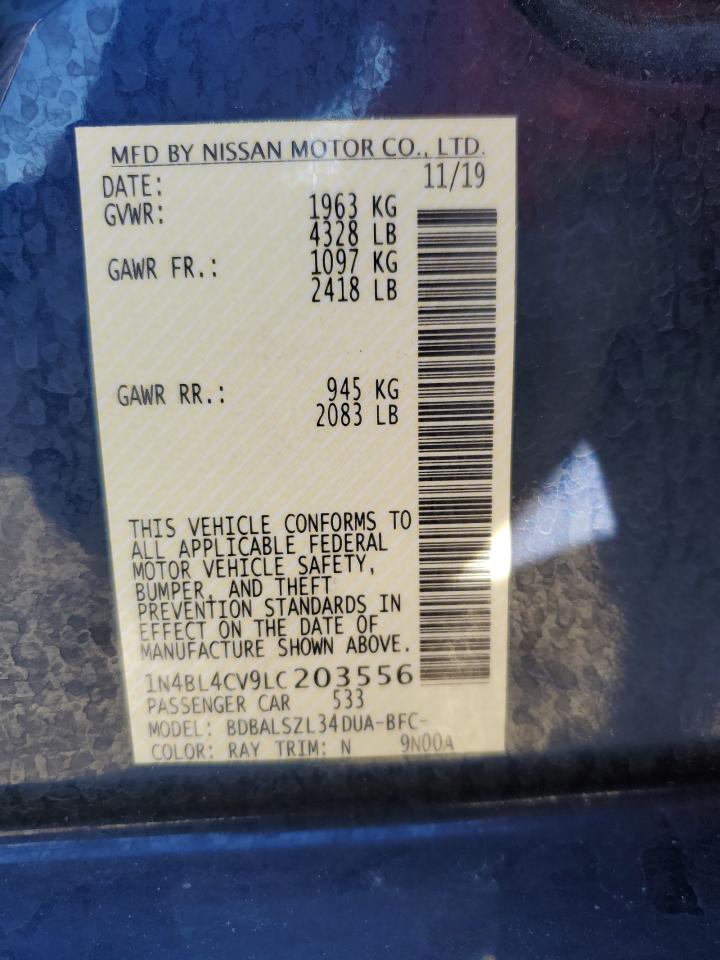 MFD BY NISSAN MOTOR CO., LTD.
DATE: 11/19
GVWR: 1963 KG
4328 LB
GAWR FR.: 1097 KG
2418 LB
GAWR RR.: 945 KG
2083 LB
THIS VEHICLE CONFORMS TO
ALL APPLICABLE FEDERAL
MOTOR VEHICLE SAFETY,
BUMPER, AND THEFT
PREVENTION STANDARDS IN
EFFECT ON THE DATE OF
MANUFACTURE SHOWN ABOVE.
1N4BL4CV9LC203556
PASSENGER CAR 533
MODEL: BDBALSZL34DUA-BFC-
COLOR: RAY TRIM: N 9N00A